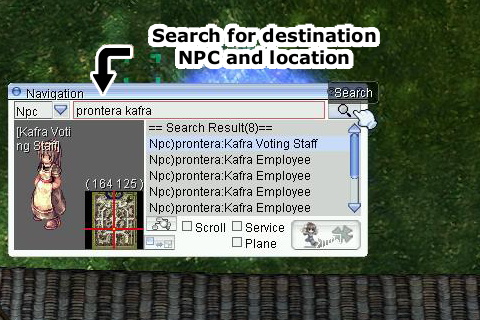 Search for destination
NPC and location
Navigation
Search
Npc
prontera kafra
[Kafra Voti
ng Staff]
(164 125)
== Search Result(8)==
Npc)prontera:Kafra Voting Staff
Npc)prontera:Kafra Employee
Npc)prontera:Kafra Employee
Npc)prontera:Kafra Employee
Npc)prontera:Kafra Employee
Scroll
Service
Plane